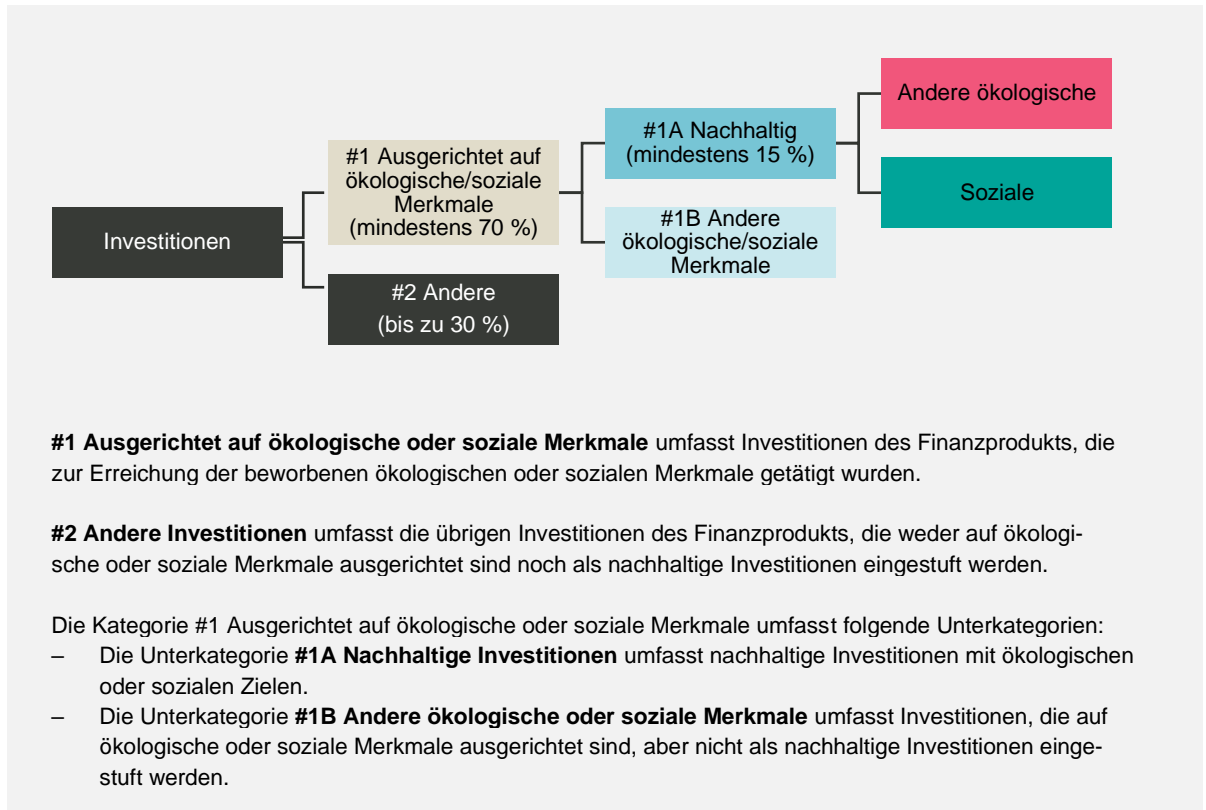 Investitionen
#1 Ausgerichtet auf
ökologische/soziale
Merkmale
(mindestens 70 %)
#2 Andere
(bis zu 30 %)
#1A Nachhaltig
(mindestens 15 %)
#1B Andere
ökologische/soziale
Merkmale
Andere ökologische
Soziale
#1 Ausgerichtet auf ökologische oder soziale Merkmale umfasst Investitionen des Finanzprodukts, die
zur Erreichung der beworbenen ökologischen oder sozialen Merkmale getätigt wurden.
#2 Andere Investitionen umfasst die übrigen Investitionen des Finanzprodukts, die weder auf ökologi-
sche oder soziale Merkmale ausgerichtet sind noch als nachhaltige Investitionen eingestuft werden.
Die Kategorie #1 Ausgerichtet auf ökologische oder soziale Merkmale umfasst folgende Unterkategorien:
– Die Unterkategorie #1A Nachhaltige Investitionen umfasst nachhaltige Investitionen mit ökologischen
oder sozialen Zielen.
– Die Unterkategorie #1B Andere ökologische oder soziale Merkmale umfasst Investitionen, die auf
ökologische oder soziale Merkmale ausgerichtet sind, aber nicht als nachhaltige Investitionen einge-
stuft werden.